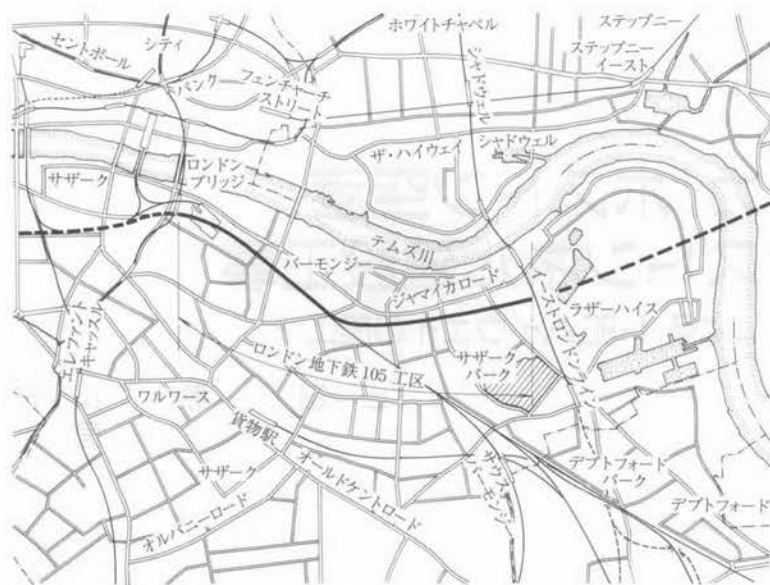 ホワイトチャペル
ステップニー
セントポール
シティ
シャドウェル
ステップニー
イースト
バンク
フェンチャーチ
ストリート
ザ・ハイウェイ
シャドウェル
サザーク
ロンドン
ブリッジ
テムズ川
バーモンジー
ジャマイカロード
イーストロンドンライン
ラザーハイス
エレファント
キャッスル
ロンドン地下鉄105工区
サザーク
パーク
ワルワース
貨物駅
サザーク
オールドケントロード
サウス
バーモンジー
デプトフォード
パーク
デプトフォード
オルバニーロード